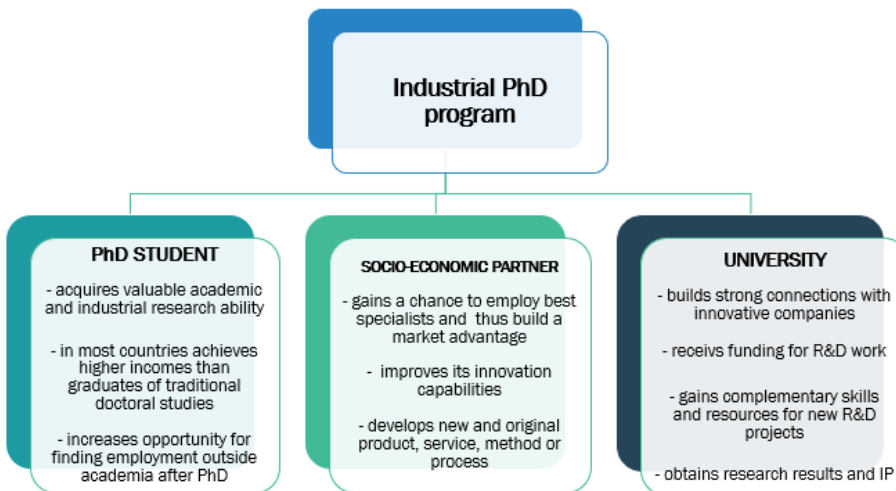 Industrial PhD
program
PhD STUDENT
- acquires valuable academic
and industrial research ability
- in most countries achieves
higher incomes than
graduates of traditional
doctoral studies
- increases opportunity for
finding employment outside
academia after PhD
SOCIO-ECONOMIC PARTNER
- gains a chance to employ best
specialists and thus build a
market advantage
- improves its innovation
capabilities
- develops new and original
product, service, method or
process
UNIVERSITY
- builds strong connections with
innovative companies
- receivs funding for R&D work
- gains complementary skills
and resources for new R&D
projects
- obtains research results and IP